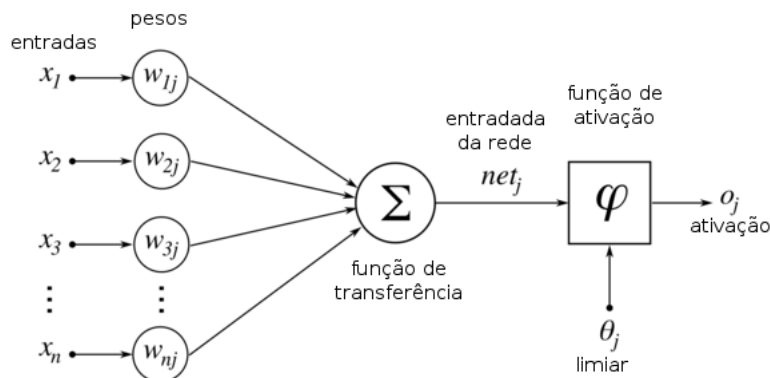 entradas
pesos
x₁
w₁ⱼ
x₂
w₂ⱼ
x₃
w₃ⱼ
⋮
⋮
xₙ
wₙⱼ
Σ
função de
transferência
entradada
da rede
netⱼ
função de
ativação
φ
oⱼ
ativação
θⱼ
limiar